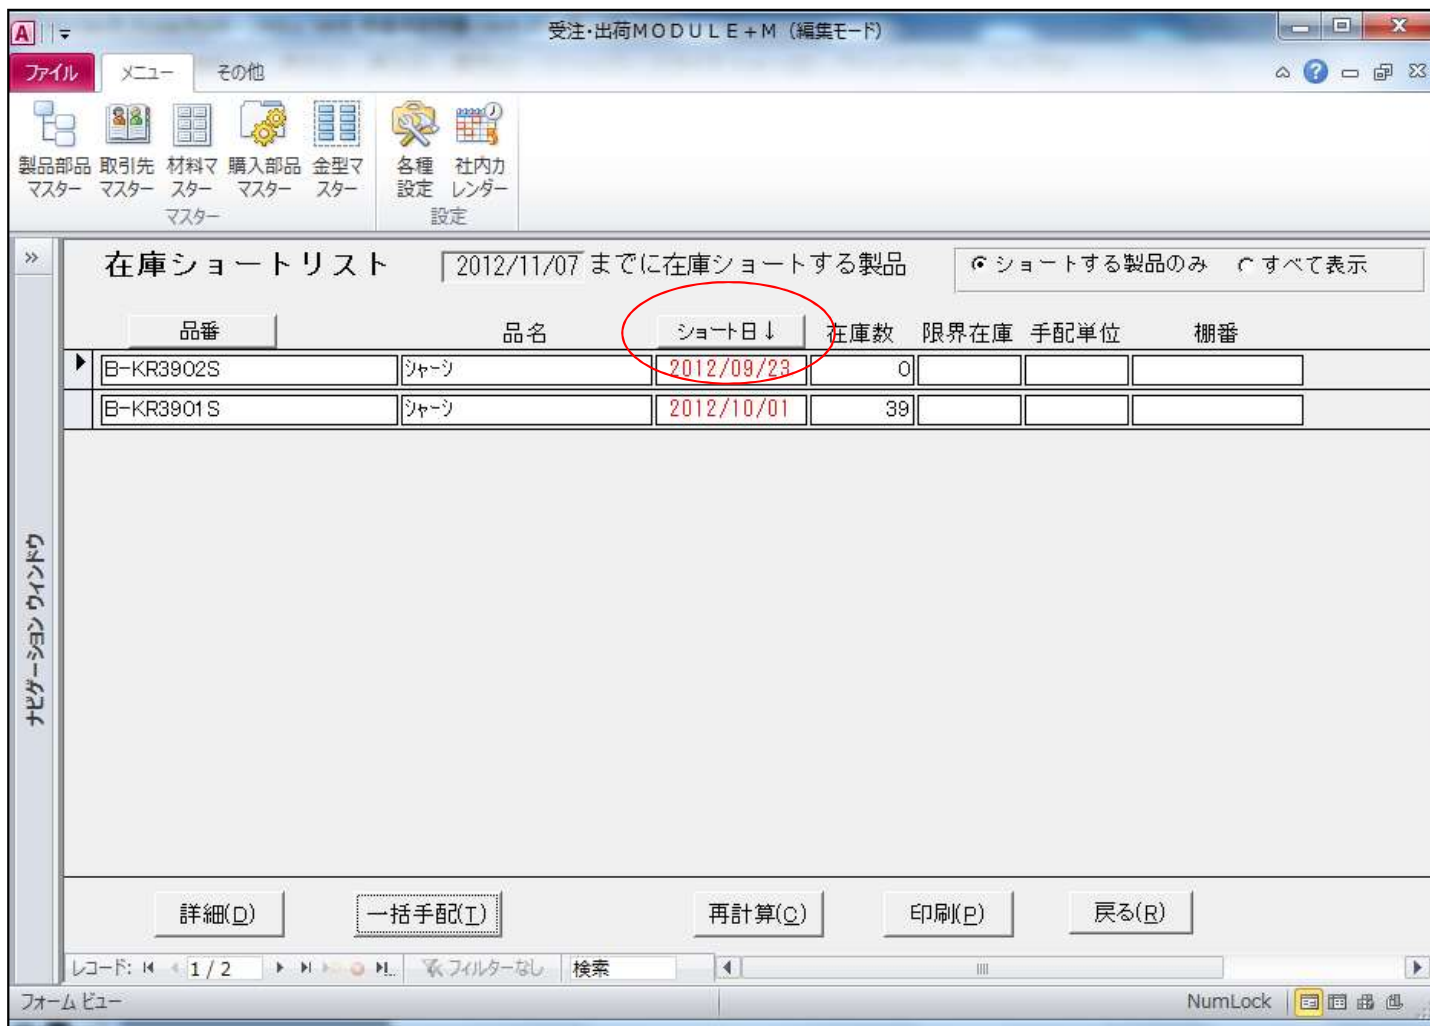 受注・出荷MODULE+M (編集モード)
ファイル メニュー その他
製品部品 取引先 材料マ 購入部品 金型マ 各種 社内カ
マスター マスター スター マスター スター 設定 レンダー
マスター 設定
在庫ショートリスト 2012/11/07 までに在庫ショートする製品 ショートする製品のみ すべて表示
品番 品名 ショート日↓ 在庫数 限界在庫 手配単位 棚番
B-KR3902S シャーシ 2012/09/23 0
B-KR3901S シャーシ 2012/10/01 39
ナビゲーション ウィンドウ
詳細(D) 一括手配(T) 再計算(C) 印刷(P) 戻る(R)
レコード: 1 / 2 フィルターなし 検索
フォーム ビュー NumLock